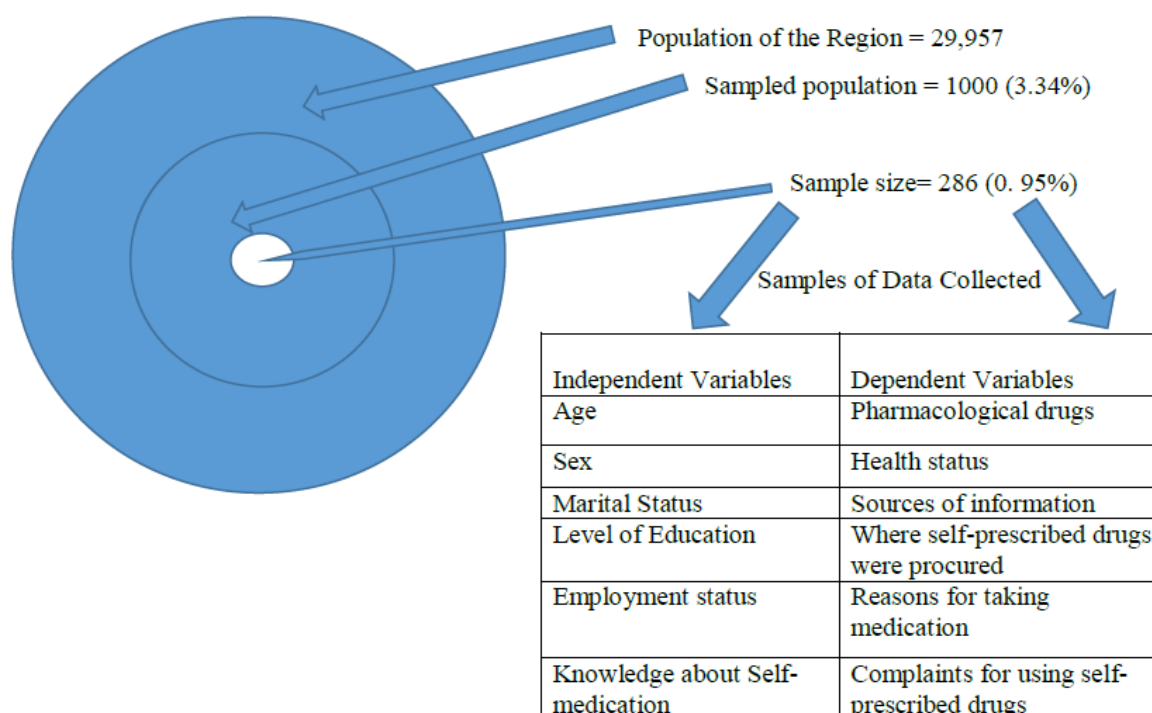 Population of the Region = 29,957
Sampled population = 1000 (3.34%)
Sample size= 286 (0. 95%)
Samples of Data Collected
Independent Variables
Dependent Variables
Age
Pharmacological drugs
Sex
Health status
Marital Status
Sources of information
Level of Education
Where self-prescribed drugs
were procured
Employment status
Reasons for taking
medication
Knowledge about Self-
medication
Complaints for using self-
prescribed drugs